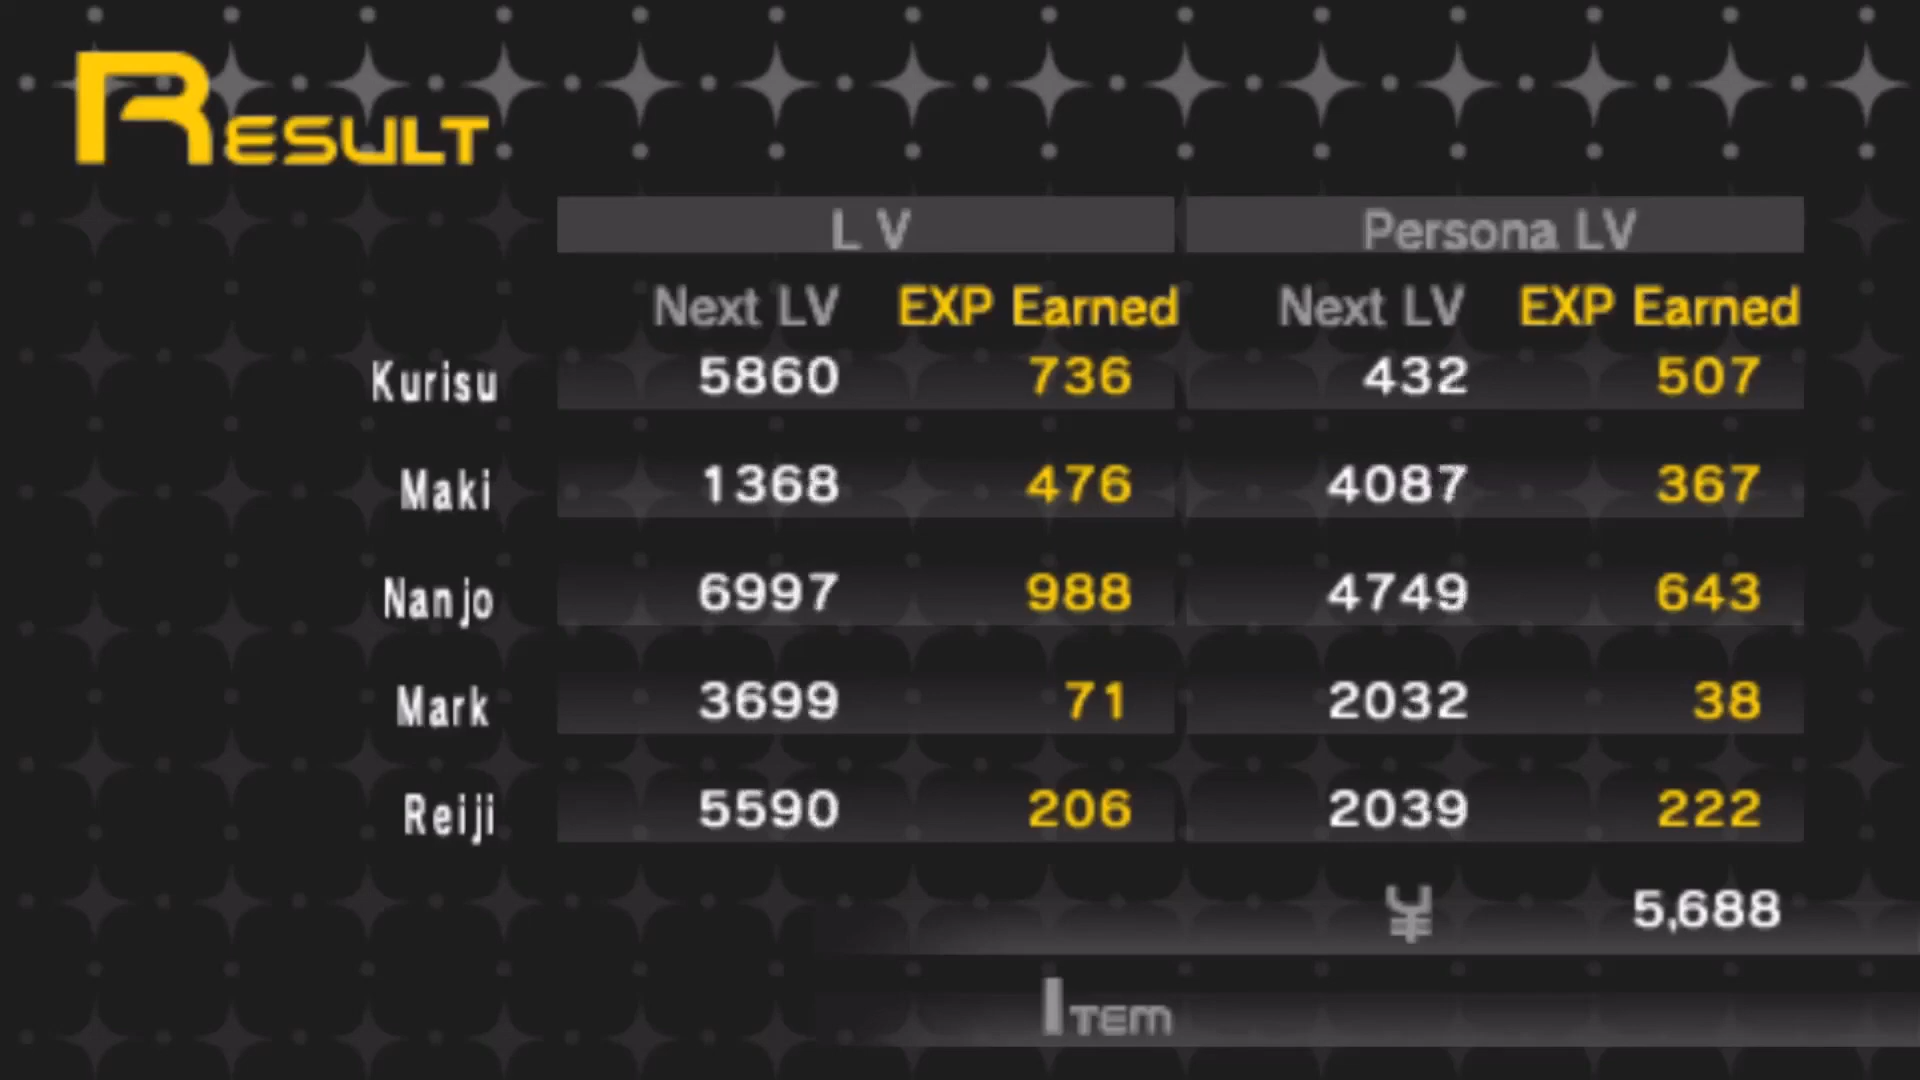 RESULT
LV Persona LV
Next LV EXP Earned Next LV EXP Earned
Kurisu 5860 736 432 507
Maki 1368 476 4087 367
Nanjo 6997 988 4749 643
Mark 3699 71 2032 38
Reiji 5590 206 2039 222
¥ 5,688
ITEM